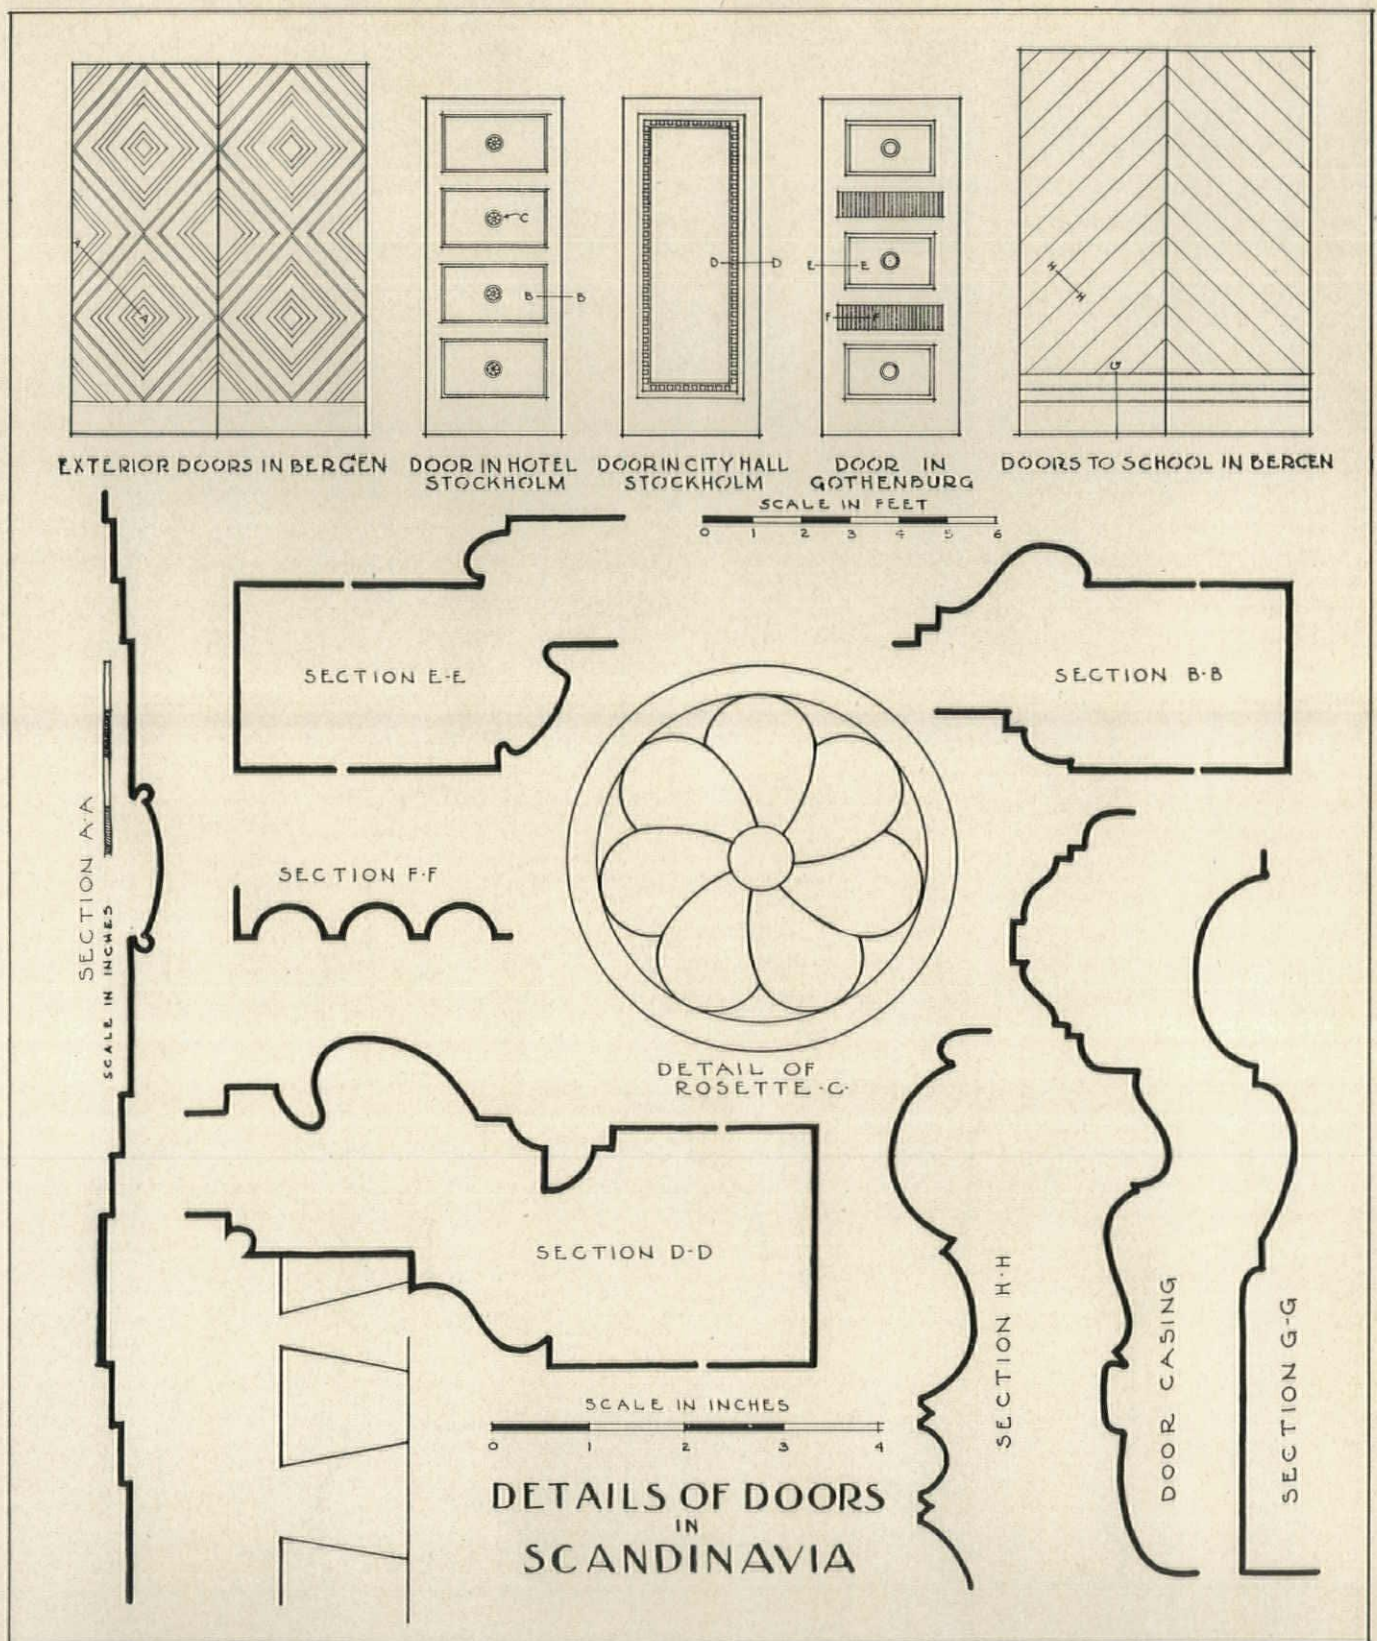 C
B B
D D
E E
F F
A
A
H
H
G
EXTERIOR DOORS IN BERGEN
DOOR IN HOTEL
STOCKHOLM
DOOR IN CITY HALL
STOCKHOLM
DOOR IN
GOTHENBURG
DOORS TO SCHOOL IN BERGEN
SCALE IN FEET
0 1 2 3 4 5 6
SECTION E-E
SECTION B-B
SECTION A-A
SCALE IN INCHES
SECTION F-F
DETAIL OF
ROSETTE -C-
SECTION D-D
SECTION H-H
DOOR CASING
SECTION G-G
SCALE IN INCHES
0 1 2 3 4
DETAILS OF DOORS
IN
SCANDINAVIA